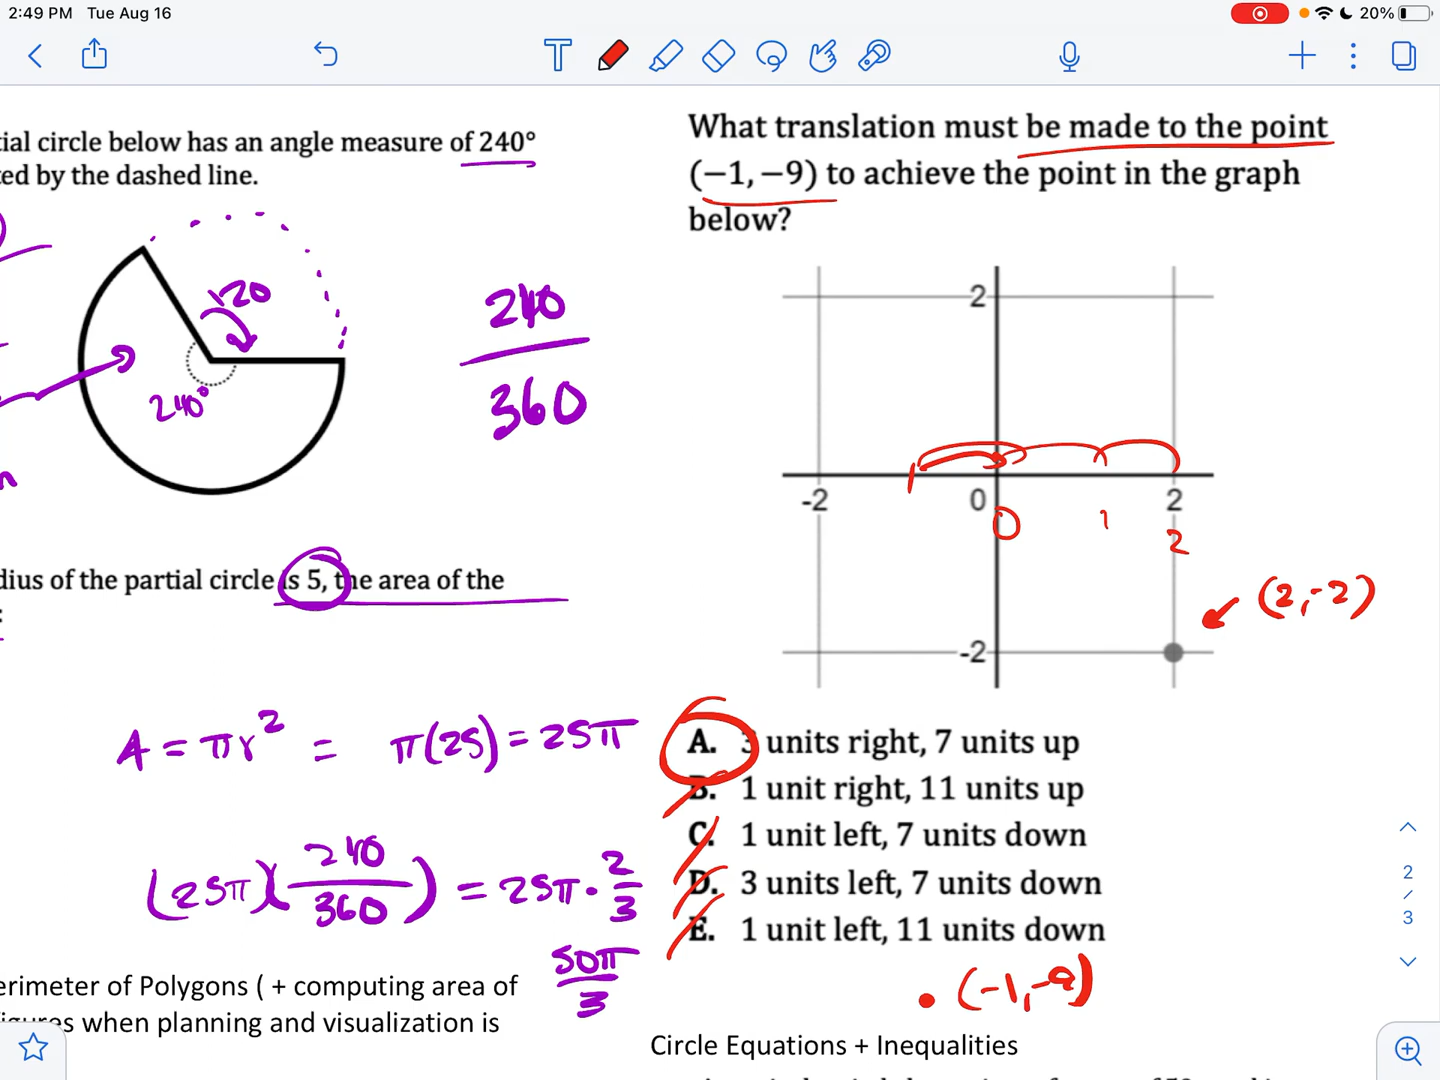 2:49 PM Tue Aug 16
20%
T
tial circle below has an angle measure of 240°
ted by the dashed line.
120
240°
240
360
dius of the partial circle is 5, the area of the
:
A = πr² = π(25) = 25π
(25π)(240/360) = 25π · 2/3
50π
3
erimeter of Polygons ( + computing area of
figures when planning and visualization is
What translation must be made to the point
(−1, −9) to achieve the point in the graph
below?
2
-2 0 2
0 1 2
(2, -2)
-2
A. 3 units right, 7 units up
B. 1 unit right, 11 units up
C. 1 unit left, 7 units down
D. 3 units left, 7 units down
E. 1 unit left, 11 units down
(-1, -9)
Circle Equations + Inequalities
2
/
3